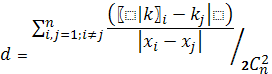 d = ∑_{i,j=1;i≠j}^{n} (〖□|k〗_i − k_j|□) / |x_i − x_j| / 2C_n^2